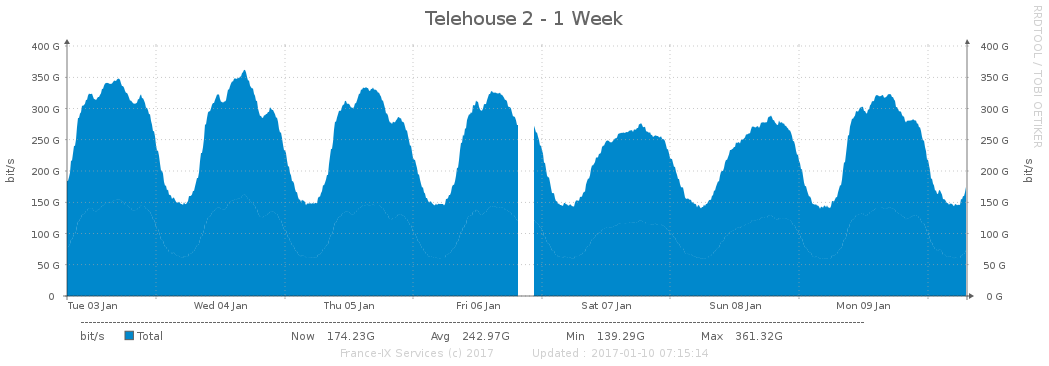 Telehouse 2 - 1 Week
RRDTOOL / TOBI OETIKER
400 G 400 G
350 G 350 G
300 G 300 G
250 G 250 G
200 G 200 G
150 G 150 G
100 G 100 G
50 G 50 G
0 0 G
bit/s bit/s
Tue 03 Jan Wed 04 Jan Thu 05 Jan Fri 06 Jan Sat 07 Jan Sun 08 Jan Mon 09 Jan
bit/s Total Now 174.23G Avg 242.97G Min 139.29G Max 361.32G
France-IX Services (c) 2017 Updated : 2017-01-10 07:15:14